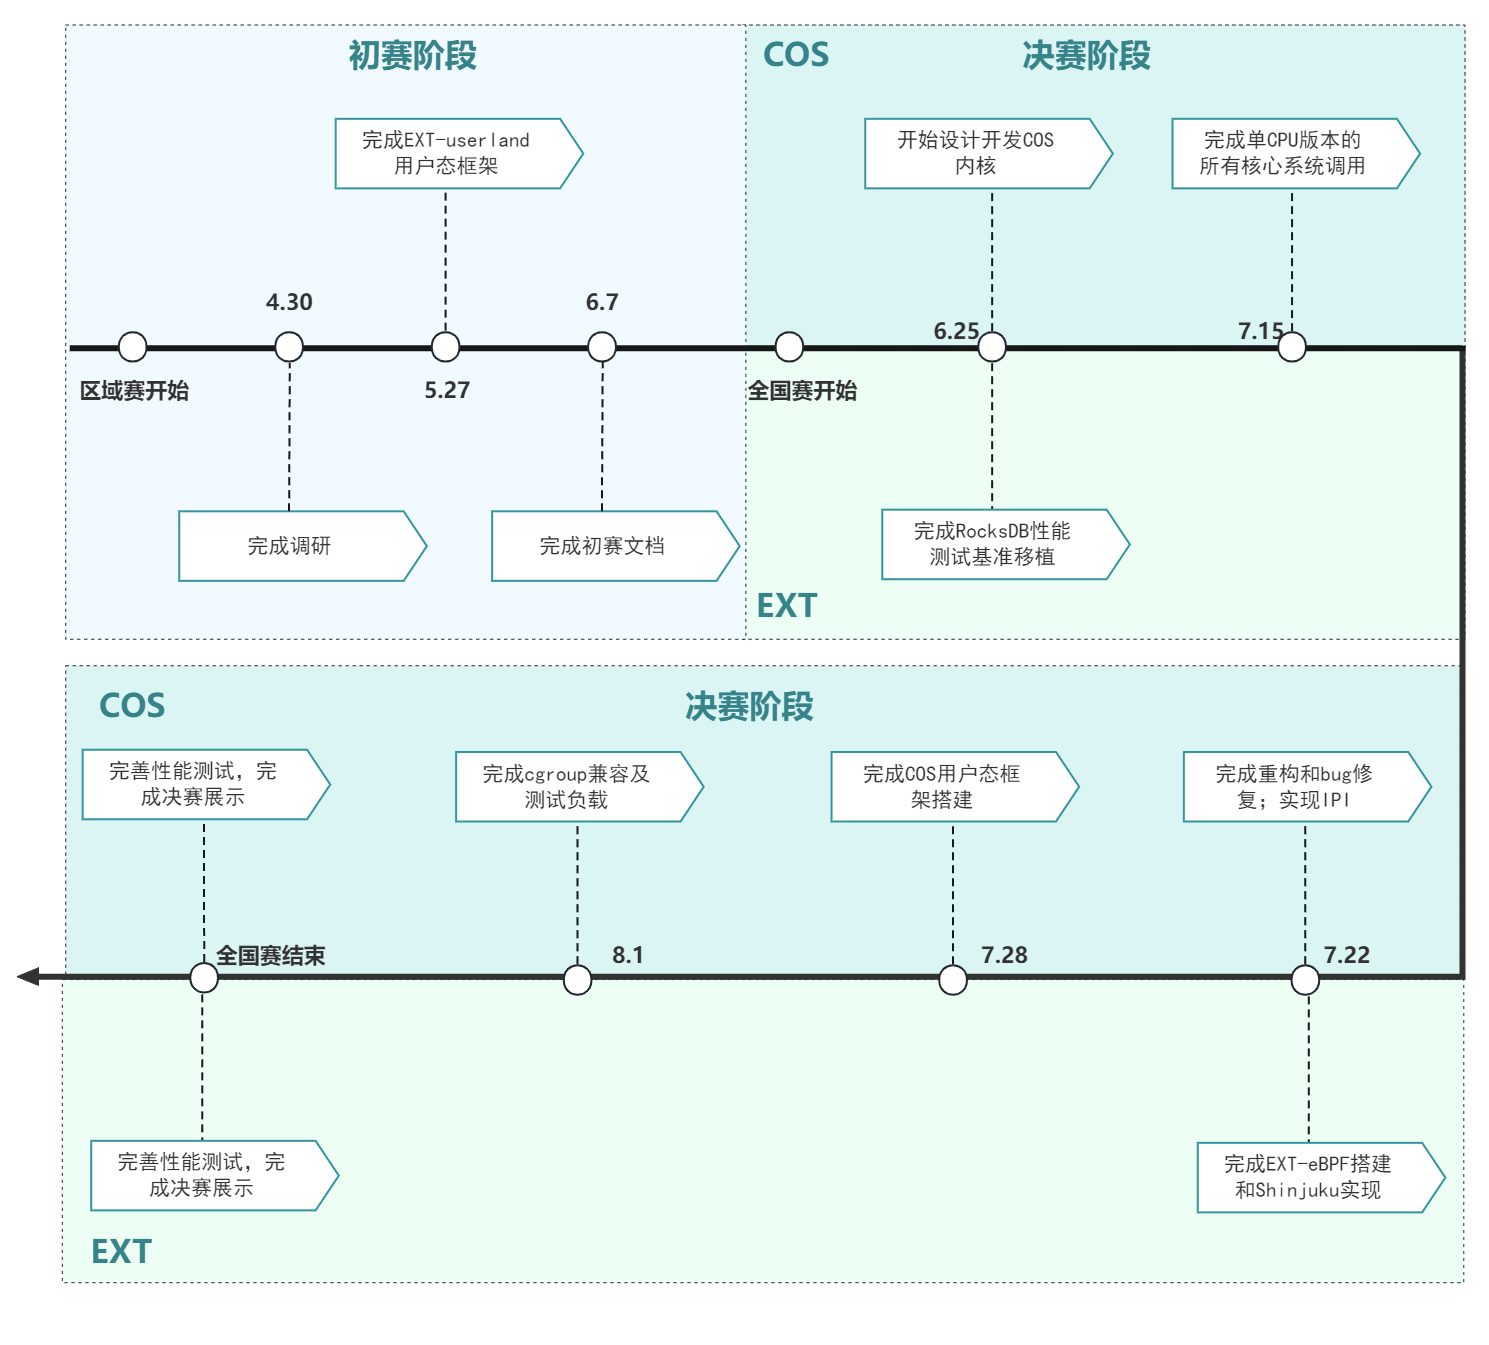 初赛阶段
COS
决赛阶段
完成EXT-userland
用户态框架
开始设计开发COS
内核
完成单CPU版本的
所有核心系统调用
4.30
6.7
6.25
7.15
区域赛开始
5.27
全国赛开始
完成调研
完成初赛文档
完成RocksDB性能
测试基准移植
EXT
COS
决赛阶段
完善性能测试，完
成决赛展示
完成cgroup兼容及
测试负载
完成COS用户态框
架搭建
完成重构和bug修
复；实现IPI
全国赛结束
8.1
7.28
7.22
完善性能测试，完
成决赛展示
完成EXT-eBPF搭建
和Shinjuku实现
EXT